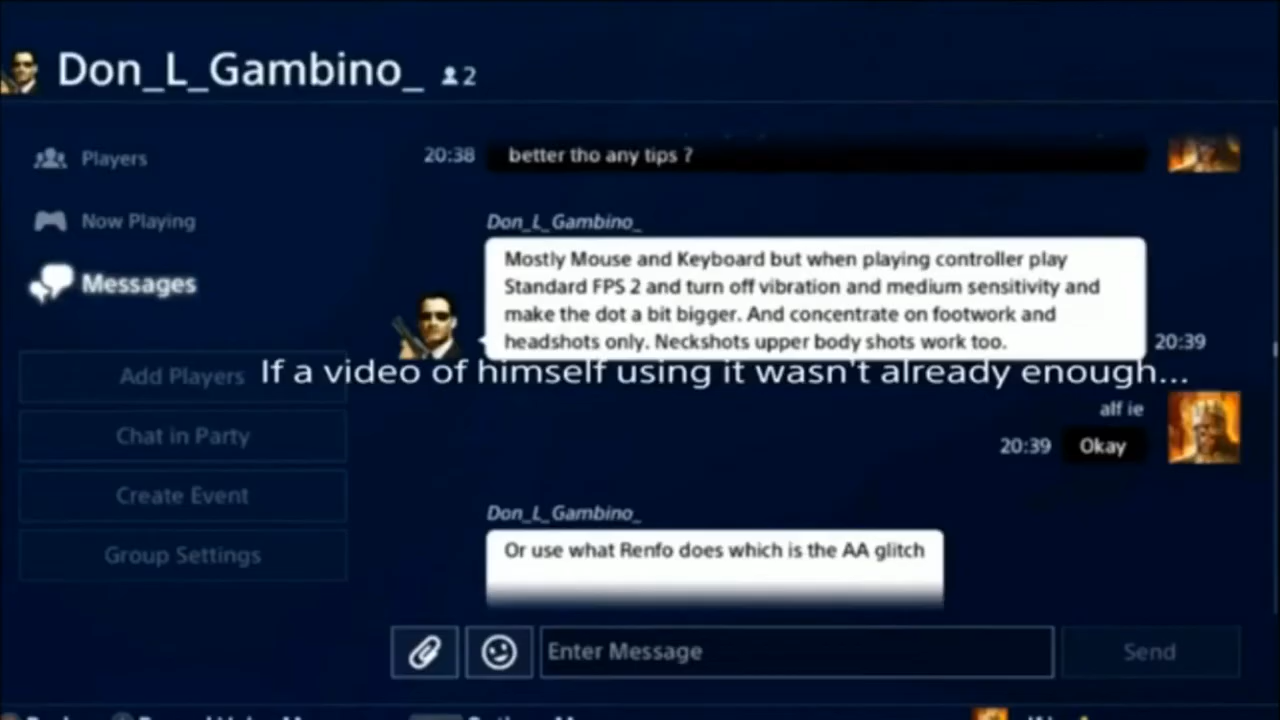 Don_L_Gambino_ 2
Players
Now Playing
Messages
Add Players
Chat in Party
Create Event
Group Settings
20:38
better tho any tips ?
Don_L_Gambino_
Mostly Mouse and Keyboard but when playing controller play
Standard FPS 2 and turn off vibration and medium sensitivity and
make the dot a bit bigger. And concentrate on footwork and
headshots only. Neckshots upper body shots work too.
20:39
If a video of himself using it wasn't already enough...
alf ie
20:39
Okay
Don_L_Gambino_
Or use what Renfo does which is the AA glitch
Enter Message
Send